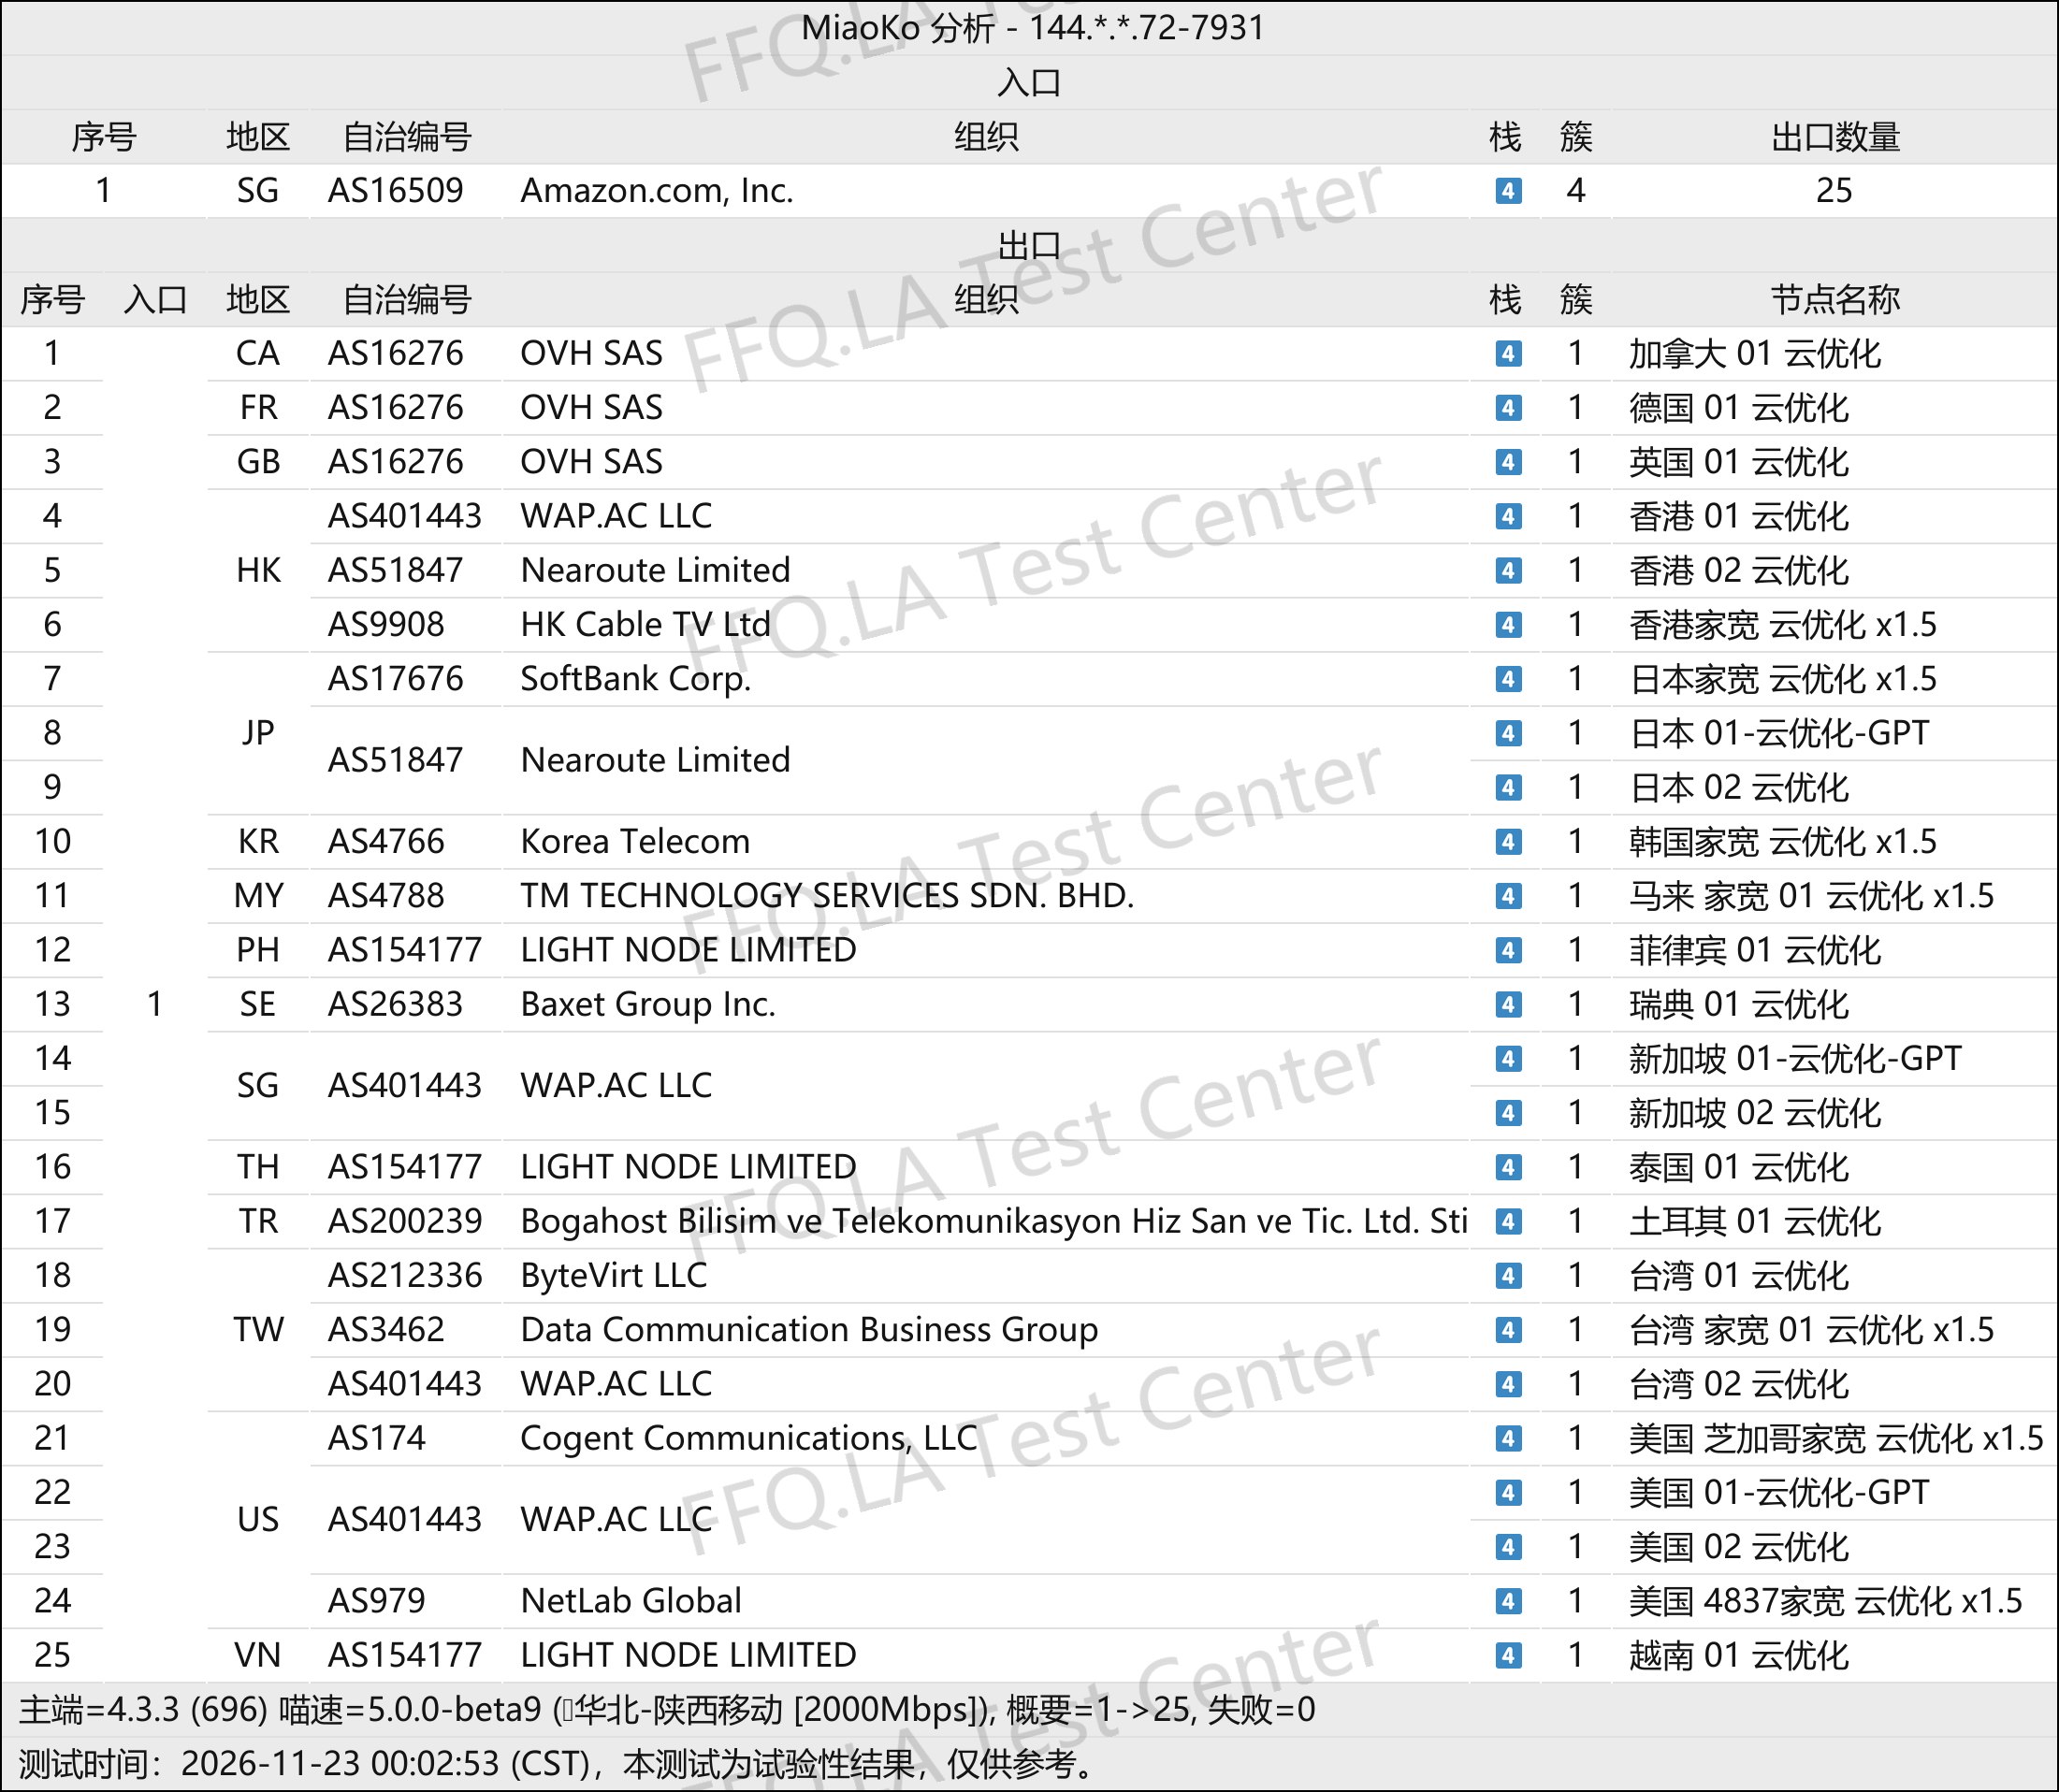 MiaoKo 分析 - 144.*.*.72-7931
入口
序号 地区 自治编号 组织 栈 簇 出口数量
1 SG AS16509 Amazon.com, Inc. 4 4 25
出口
序号 入口 地区 自治编号 组织 栈 簇 节点名称
1 CA AS16276 OVH SAS 4 1 加拿大 01 云优化
2 FR AS16276 OVH SAS 4 1 德国 01 云优化
3 GB AS16276 OVH SAS 4 1 英国 01 云优化
4 AS401443 WAP.AC LLC 4 1 香港 01 云优化
5 HK AS51847 Nearoute Limited 4 1 香港 02 云优化
6 AS9908 HK Cable TV Ltd 4 1 香港家宽 云优化 x1.5
7 AS17676 SoftBank Corp. 4 1 日本家宽 云优化 x1.5
8 JP AS51847 Nearoute Limited 4 1 日本 01-云优化-GPT
9 4 1 日本 02 云优化
10 KR AS4766 Korea Telecom 4 1 韩国家宽 云优化 x1.5
11 MY AS4788 TM TECHNOLOGY SERVICES SDN. BHD. 4 1 马来 家宽 01 云优化 x1.5
12 PH AS154177 LIGHT NODE LIMITED 4 1 菲律宾 01 云优化
13 1 SE AS26383 Baxet Group Inc. 4 1 瑞典 01 云优化
14 SG AS401443 WAP.AC LLC 4 1 新加坡 01-云优化-GPT
15 4 1 新加坡 02 云优化
16 TH AS154177 LIGHT NODE LIMITED 4 1 泰国 01 云优化
17 TR AS200239 Bogahost Bilisim ve Telekomunikasyon Hiz San ve Tic. Ltd. Sti 4 1 土耳其 01 云优化
18 AS212336 ByteVirt LLC 4 1 台湾 01 云优化
19 TW AS3462 Data Communication Business Group 4 1 台湾 家宽 01 云优化 x1.5
20 AS401443 WAP.AC LLC 4 1 台湾 02 云优化
21 AS174 Cogent Communications, LLC 4 1 美国 芝加哥家宽 云优化 x1.5
22 US AS401443 WAP.AC LLC 4 1 美国 01-云优化-GPT
23 4 1 美国 02 云优化
24 AS979 NetLab Global 4 1 美国 4837家宽 云优化 x1.5
25 VN AS154177 LIGHT NODE LIMITED 4 1 越南 01 云优化
主端=4.3.3 (696) 喵速=5.0.0-beta9 (华北-陕西移动 [2000Mbps]), 概要=1->25, 失败=0
测试时间：2026-11-23 00:02:53 (CST)，本测试为试验性结果，仅供参考。
FFQ.LA Test Center
FFQ.LA Test Center
FFQ.LA Test Center
FFQ.LA Test Center
FFQ.LA Test Center
FFQ.LA Test Center